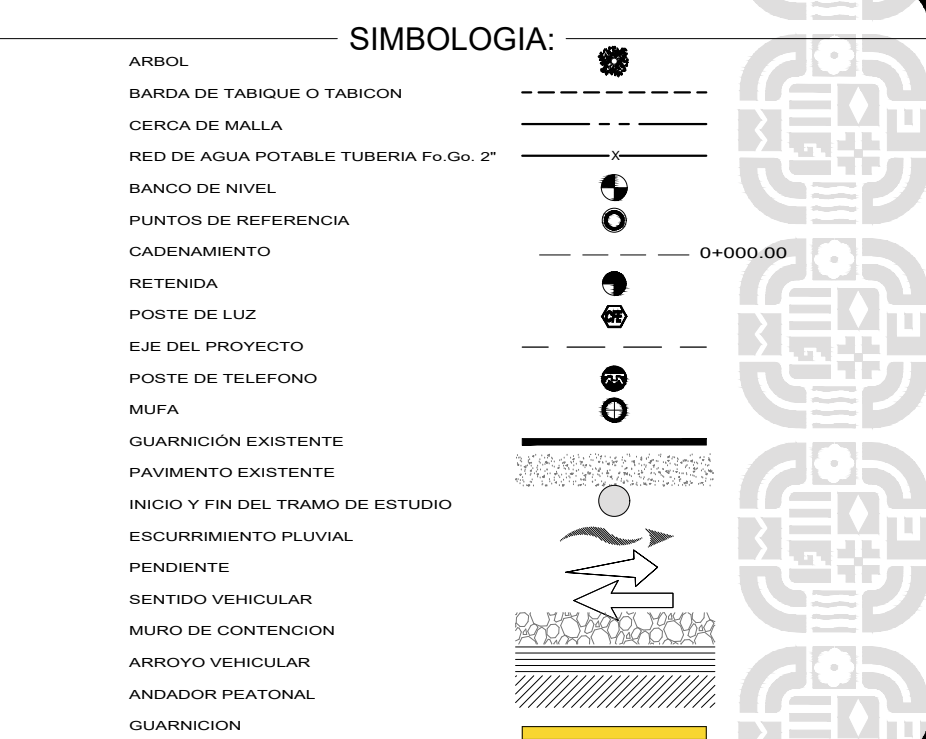 SIMBOLOGIA:
ARBOL
BARDA DE TABIQUE O TABICON
CERCA DE MALLA
RED DE AGUA POTABLE TUBERIA Fo.Go. 2" X
BANCO DE NIVEL
PUNTOS DE REFERENCIA
CADENAMIENTO 0+000.00
RETENIDA
POSTE DE LUZ CFE
EJE DEL PROYECTO
POSTE DE TELEFONO
MUFA
GUARNICIÓN EXISTENTE
PAVIMENTO EXISTENTE
INICIO Y FIN DEL TRAMO DE ESTUDIO
ESCURRIMIENTO PLUVIAL
PENDIENTE
SENTIDO VEHICULAR
MURO DE CONTENCION
ARROYO VEHICULAR
ANDADOR PEATONAL
GUARNICION